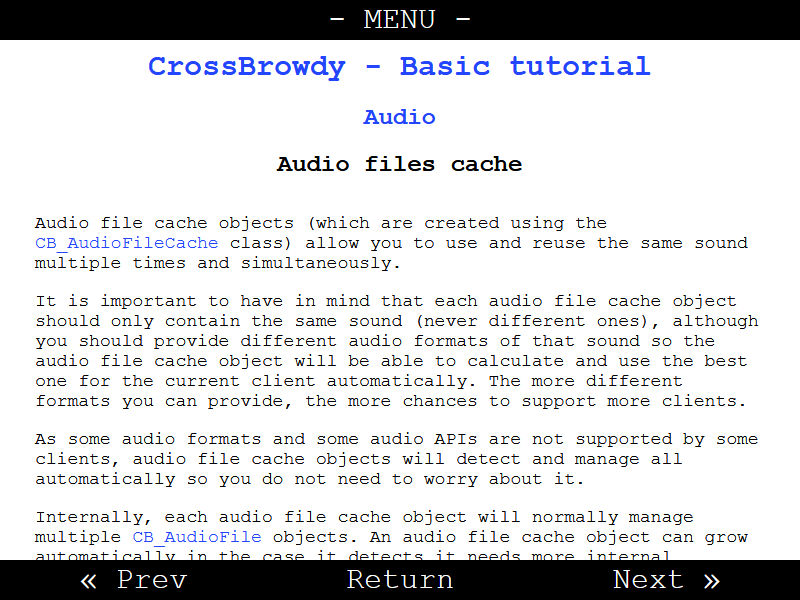 - MENU -
CrossBrowdy - Basic tutorial
Audio
Audio files cache
Audio file cache objects (which are created using the
CB_AudioFileCache class) allow you to use and reuse the same sound
multiple times and simultaneously.
It is important to have in mind that each audio file cache object
should only contain the same sound (never different ones), although
you should provide different audio formats of that sound so the
audio file cache object will be able to calculate and use the best
one for the current client automatically. The more different
formats you can provide, the more chances to support more clients.
As some audio formats and some audio APIs are not supported by some
clients, audio file cache objects will detect and manage all
automatically so you do not need to worry about it.
Internally, each audio file cache object will normally manage
multiple CB_AudioFile objects. An audio file cache object can grow
automatically in the case it detects it needs more internal
« Prev Return Next »